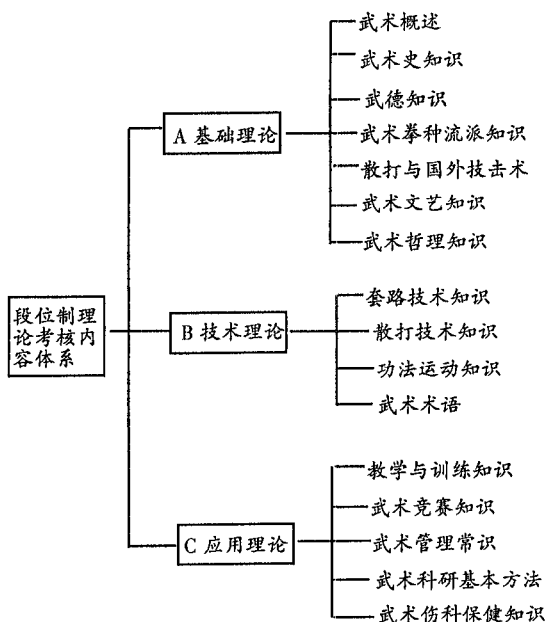 段位制理
论考核内
容体系
A 基础理论
武术概述
武术史知识
武德知识
武术拳种流派知识
散打与国外技击术
武术文艺知识
武术哲理知识
B 技术理论
套路技术知识
散打技术知识
功法运动知识
武术术语
C 应用理论
教学与训练知识
武术竞赛知识
武术管理常识
武术科研基本方法
武术伤科保健知识